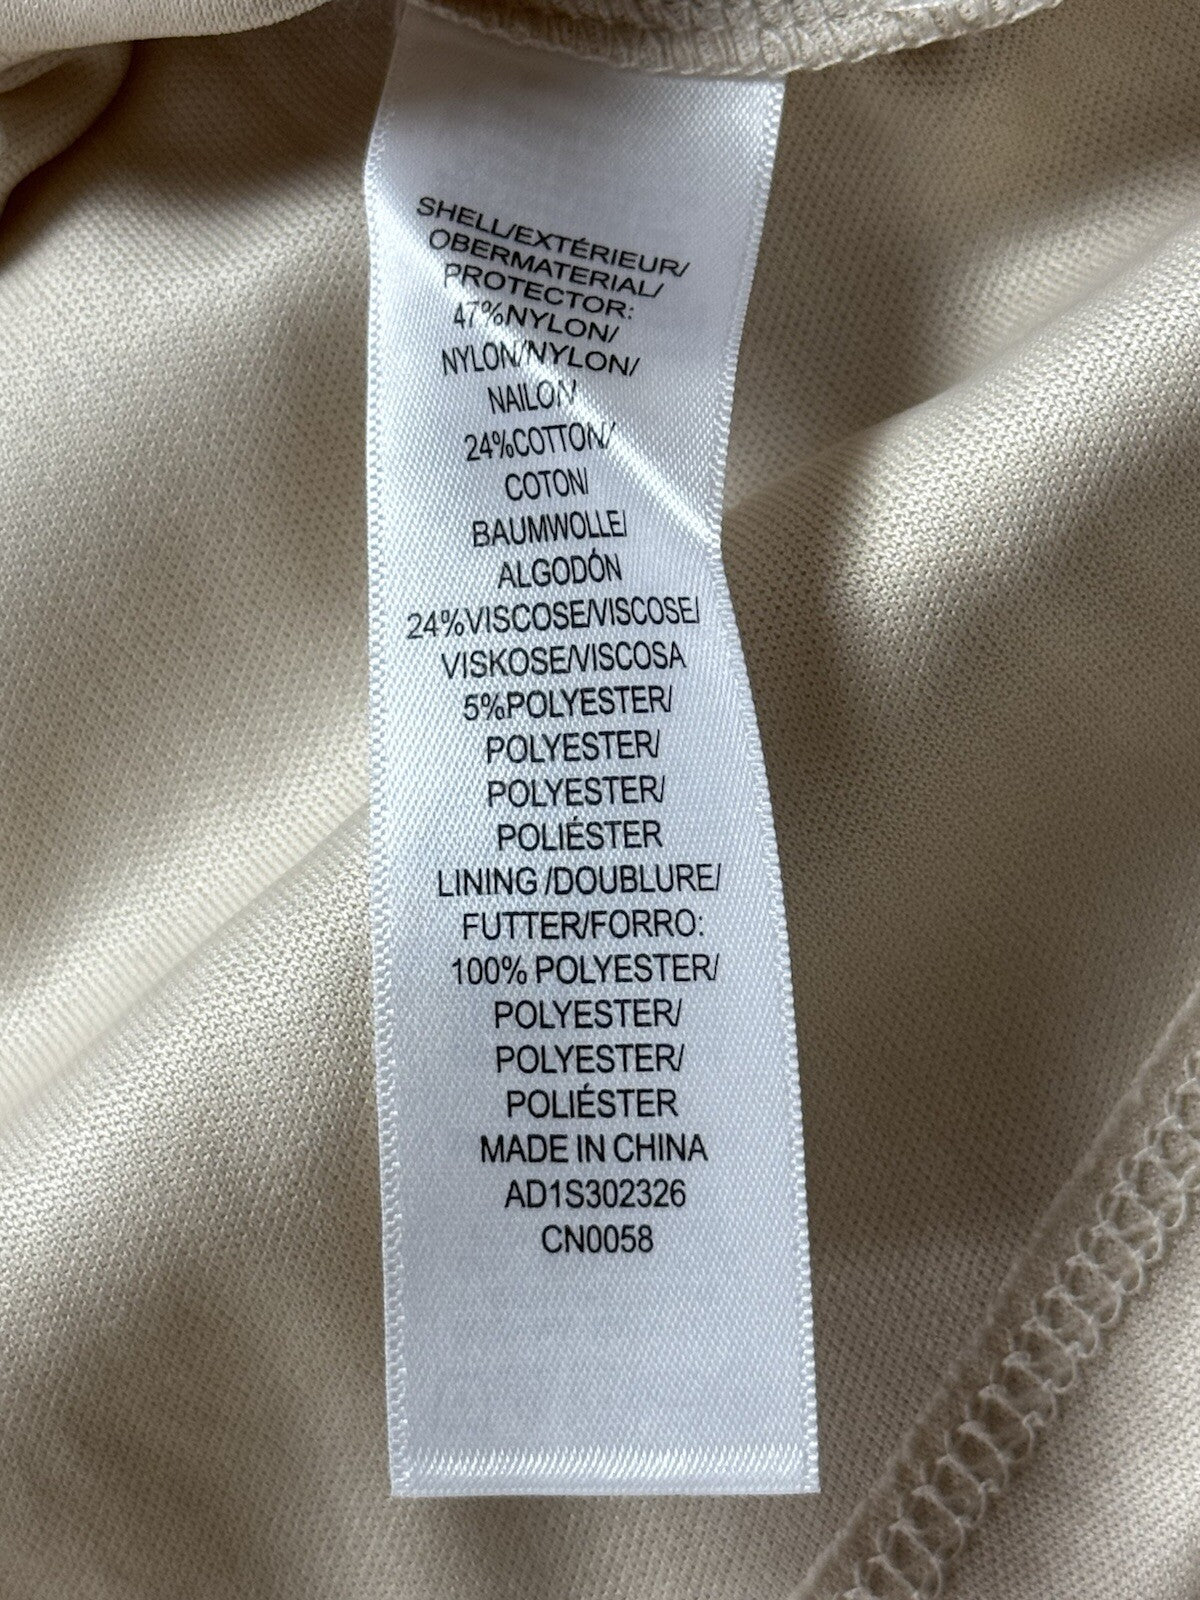 SHELL/EXTÉRIEUR/
OBERMATERIAL/
PROTECTOR:
47%NYLON/
NYLON/NYLON/
NAILON/
24%COTTON/
COTON/
BAUMWOLLE/
ALGODÓN
24%VISCOSE/VISCOSE/
VISKOSE/VISCOSA
5%POLYESTER/
POLYESTER/
POLYESTER/
POLIÉSTER
LINING /DOUBLURE/
FUTTER/FORRO:
100% POLYESTER/
POLYESTER/
POLYESTER/
POLIÉSTER
MADE IN CHINA
AD1S302326
CN0058